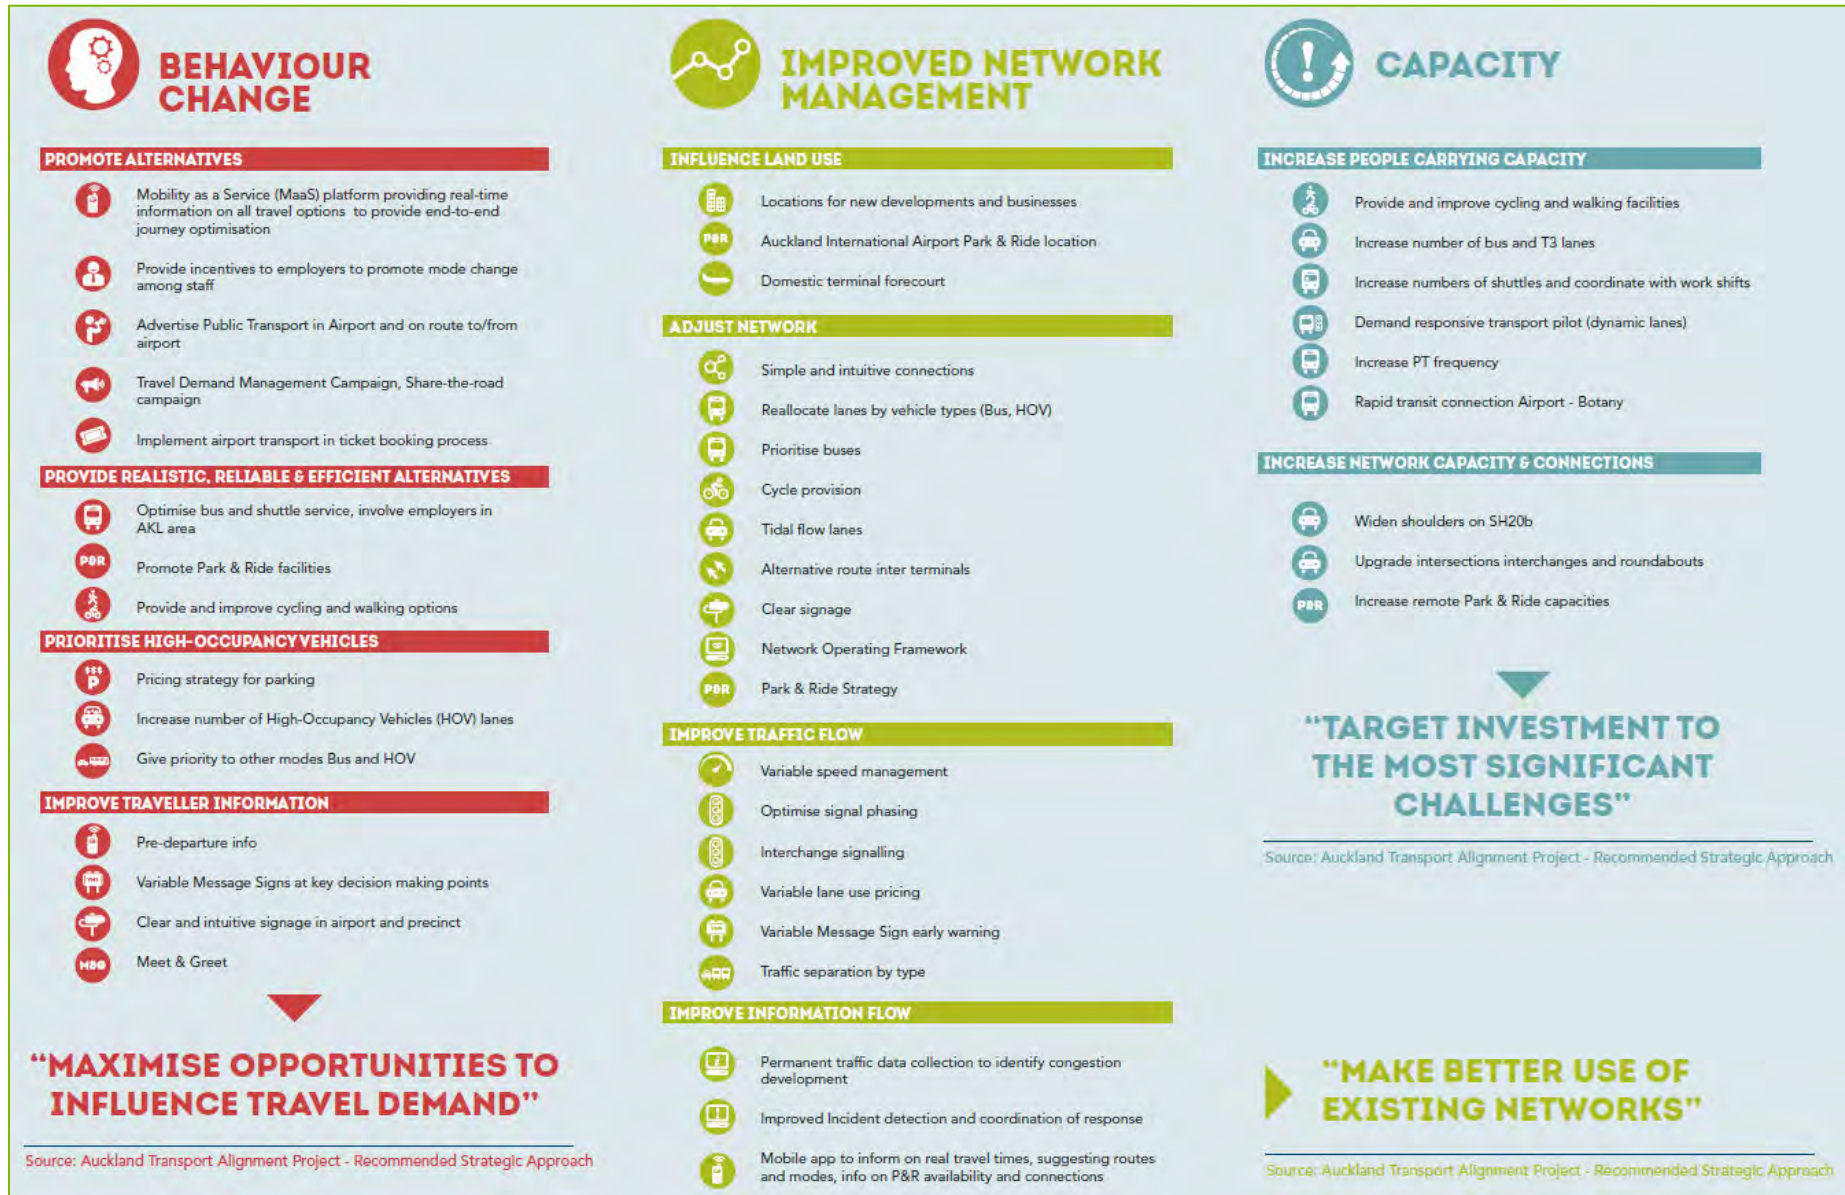 BEHAVIOUR
CHANGE
PROMOTE ALTERNATIVES
Mobility as a Service (MaaS) platform providing real-time
information on all travel options to provide end-to-end
journey optimisation
Provide incentives to employers to promote mode change
among staff
Advertise Public Transport in Airport and on route to/from
airport
Travel Demand Management Campaign, Share-the-road
campaign
Implement airport transport in ticket booking process
PROVIDE REALISTIC, RELIABLE & EFFICIENT ALTERNATIVES
Optimise bus and shuttle service, involve employers in
AKL area
P&R
Promote Park & Ride facilities
Provide and improve cycling and walking options
PRIORITISE HIGH-OCCUPANCY VEHICLES
$$$
P
Pricing strategy for parking
Increase number of High-Occupancy Vehicles (HOV) lanes
Give priority to other modes Bus and HOV
IMPROVE TRAVELLER INFORMATION
Pre-departure info
Variable Message Signs at key decision making points
Clear and intuitive signage in airport and precinct
M&G
Meet & Greet
“MAXIMISE OPPORTUNITIES TO
INFLUENCE TRAVEL DEMAND”
Source: Auckland Transport Alignment Project - Recommended Strategic Approach
IMPROVED NETWORK
MANAGEMENT
INFLUENCE LAND USE
Locations for new developments and businesses
P&R
Auckland International Airport Park & Ride location
Domestic terminal forecourt
ADJUST NETWORK
Simple and intuitive connections
Reallocate lanes by vehicle types (Bus, HOV)
Prioritise buses
Cycle provision
Tidal flow lanes
Alternative route inter terminals
Clear signage
Network Operating Framework
P&R
Park & Ride Strategy
IMPROVE TRAFFIC FLOW
Variable speed management
Optimise signal phasing
Interchange signalling
Variable lane use pricing
Variable Message Sign early warning
Traffic separation by type
IMPROVE INFORMATION FLOW
Permanent traffic data collection to identify congestion
development
Improved Incident detection and coordination of response
Mobile app to inform on real travel times, suggesting routes
and modes, info on P&R availability and connections
CAPACITY
INCREASE PEOPLE CARRYING CAPACITY
Provide and improve cycling and walking facilities
Increase number of bus and T3 lanes
Increase numbers of shuttles and coordinate with work shifts
Demand responsive transport pilot (dynamic lanes)
Increase PT frequency
Rapid transit connection Airport - Botany
INCREASE NETWORK CAPACITY & CONNECTIONS
Widen shoulders on SH20b
Upgrade intersections interchanges and roundabouts
P&R
Increase remote Park & Ride capacities
“TARGET INVESTMENT TO
THE MOST SIGNIFICANT
CHALLENGES”
Source: Auckland Transport Alignment Project - Recommended Strategic Approach
“MAKE BETTER USE OF
EXISTING NETWORKS”
Source: Auckland Transport Alignment Project - Recommended Strategic Approach